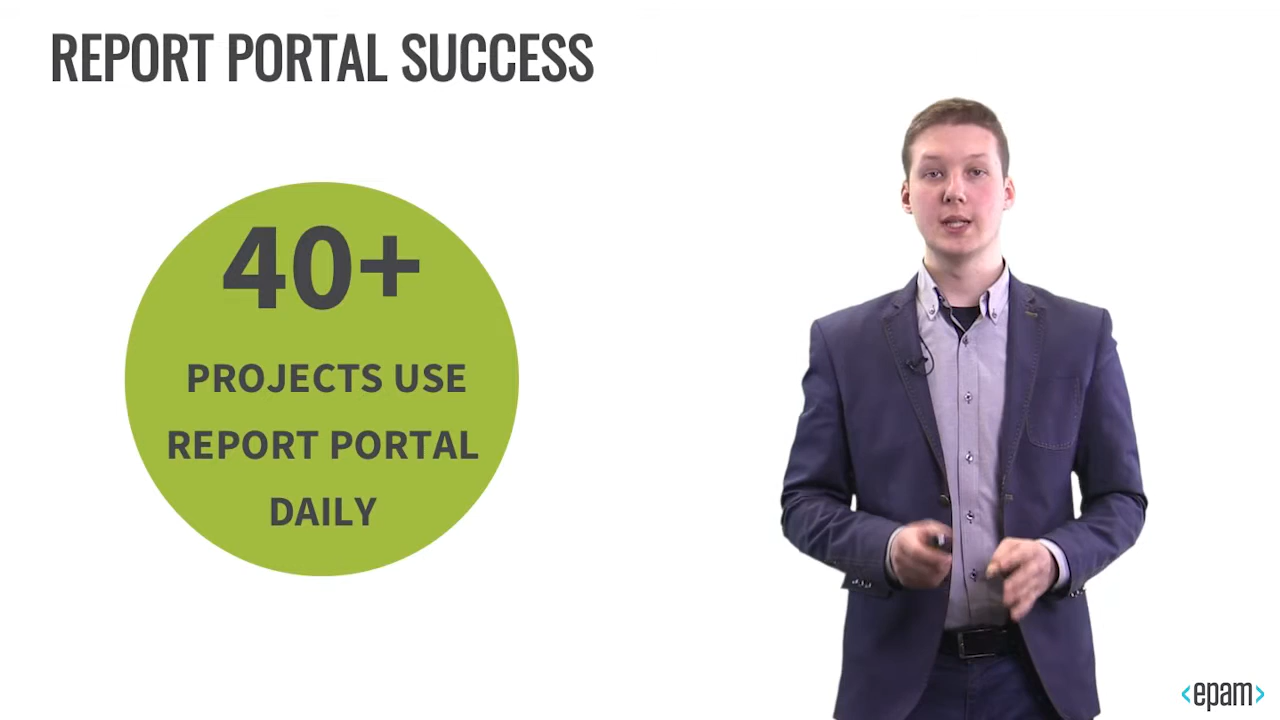 REPORT PORTAL SUCCESS
40+
PROJECTS USE
REPORT PORTAL
DAILY
<epam>